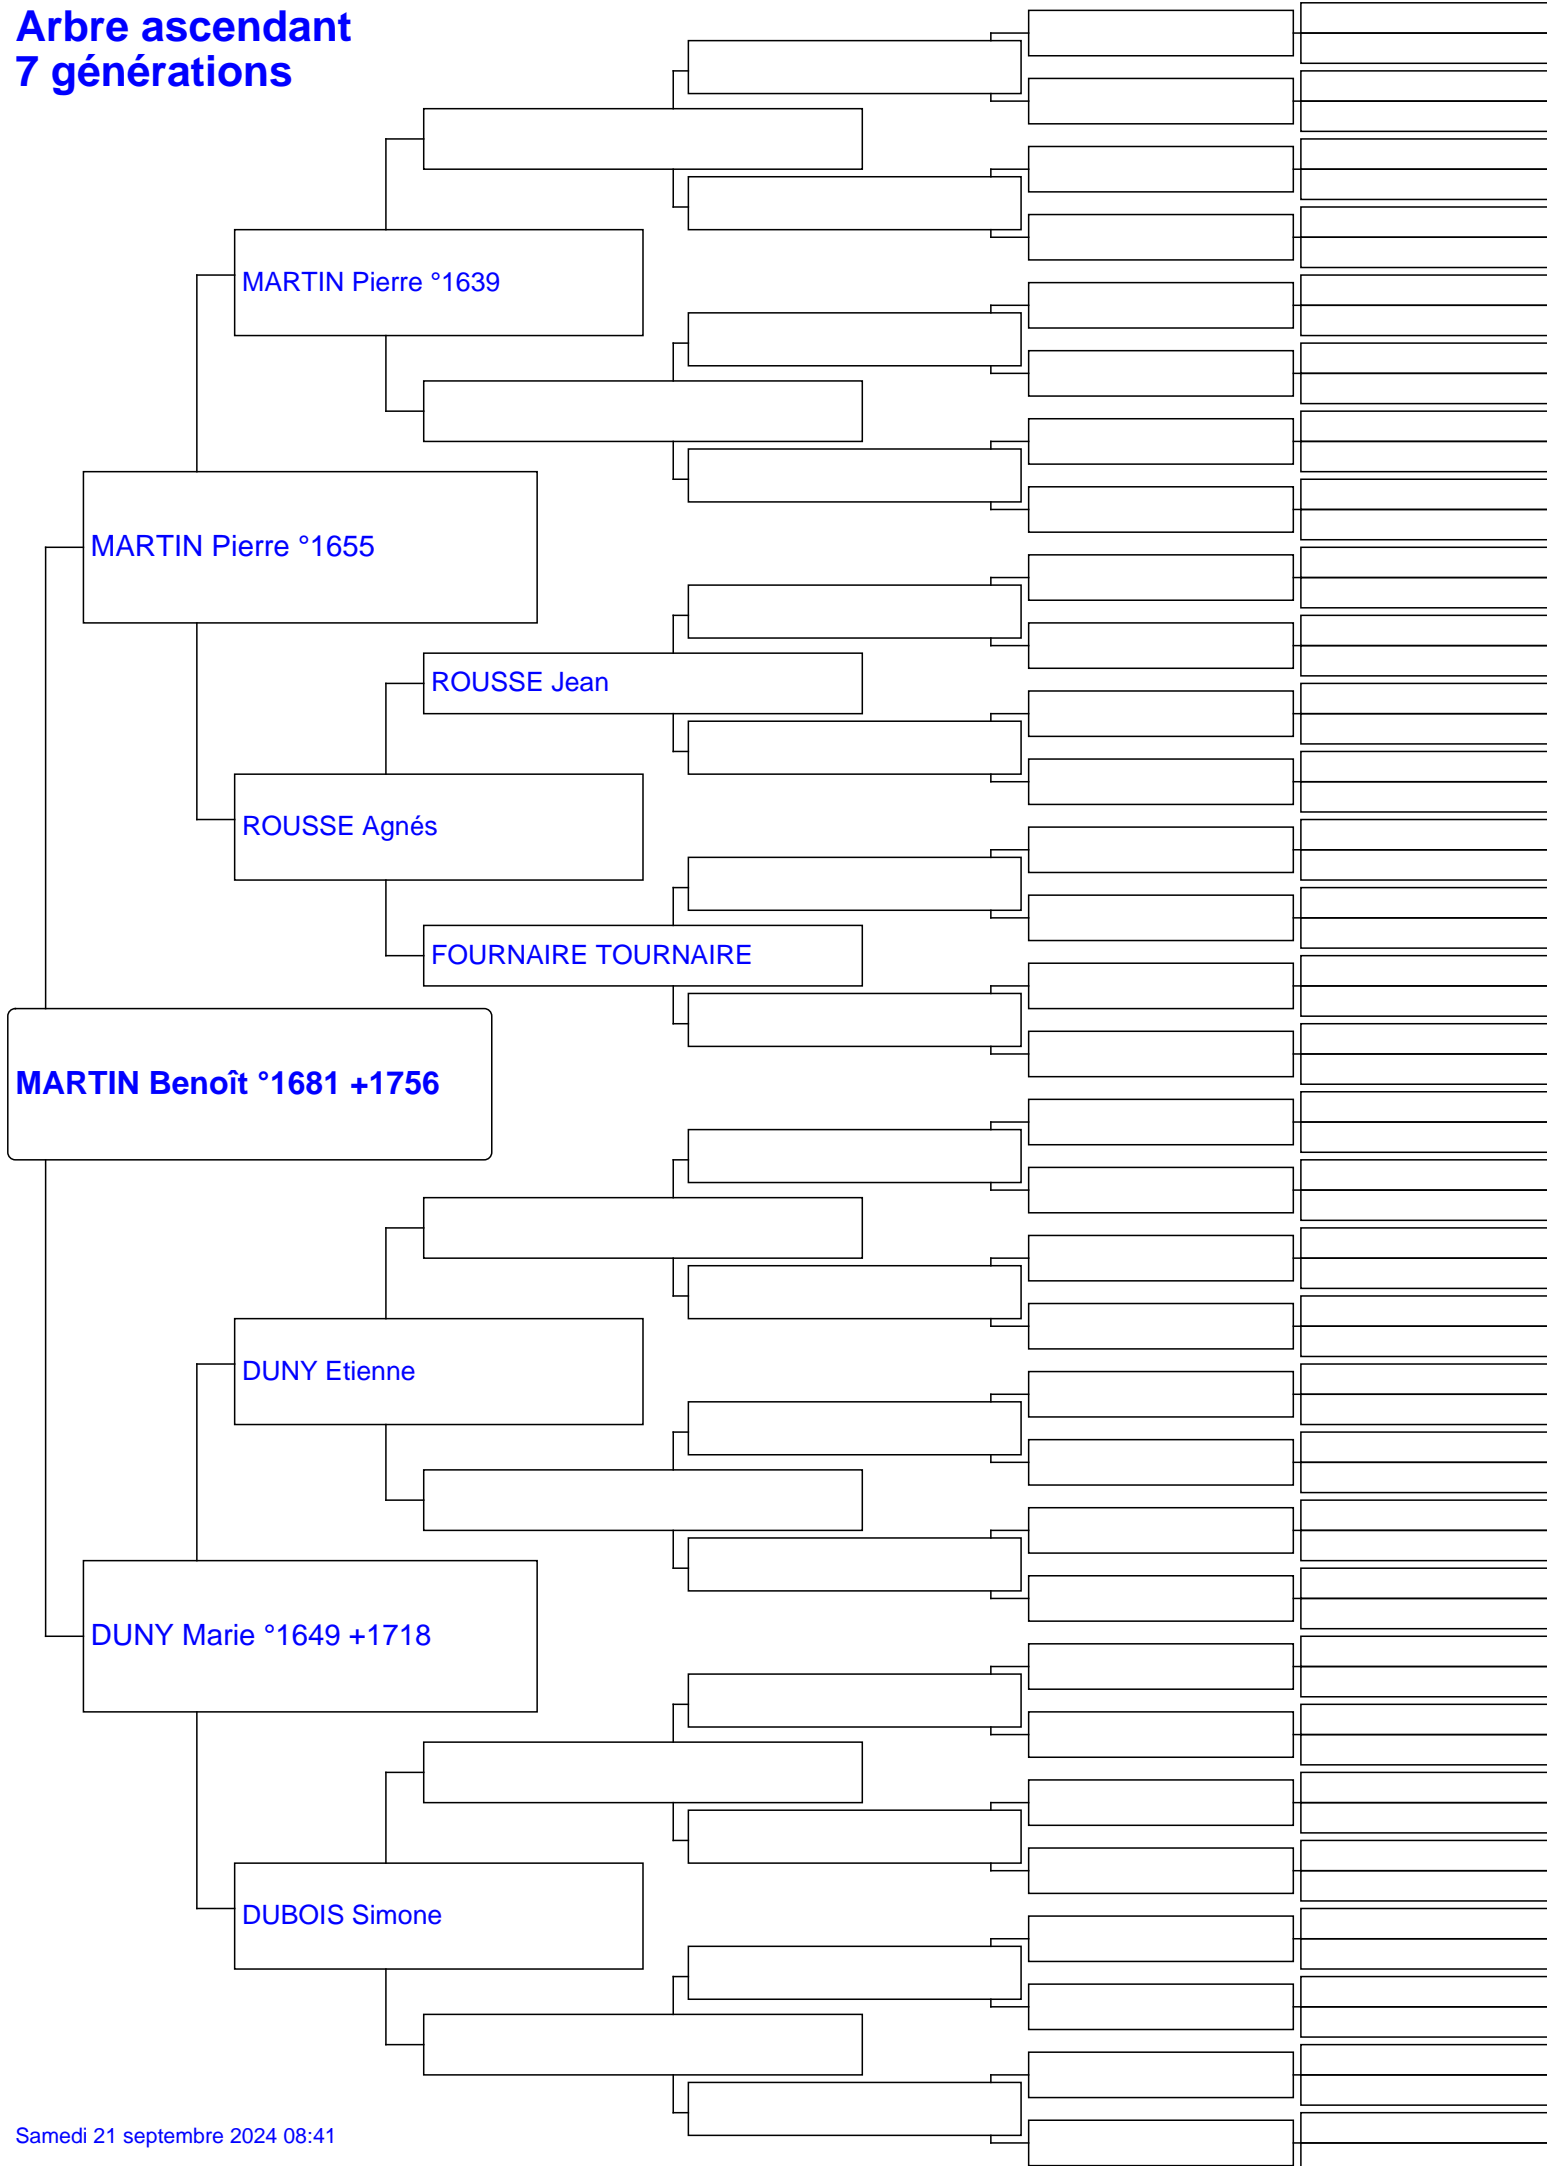 Arbre ascendant
7 générations
MARTIN Pierre °1639
MARTIN Pierre °1655
ROUSSE Jean
ROUSSE Agnés
FOURNAIRE TOURNAIRE
MARTIN Benoît °1681 +1756
DUNY Etienne
DUNY Marie °1649 +1718
DUBOIS Simone
Samedi 21 septembre 2024 08:41